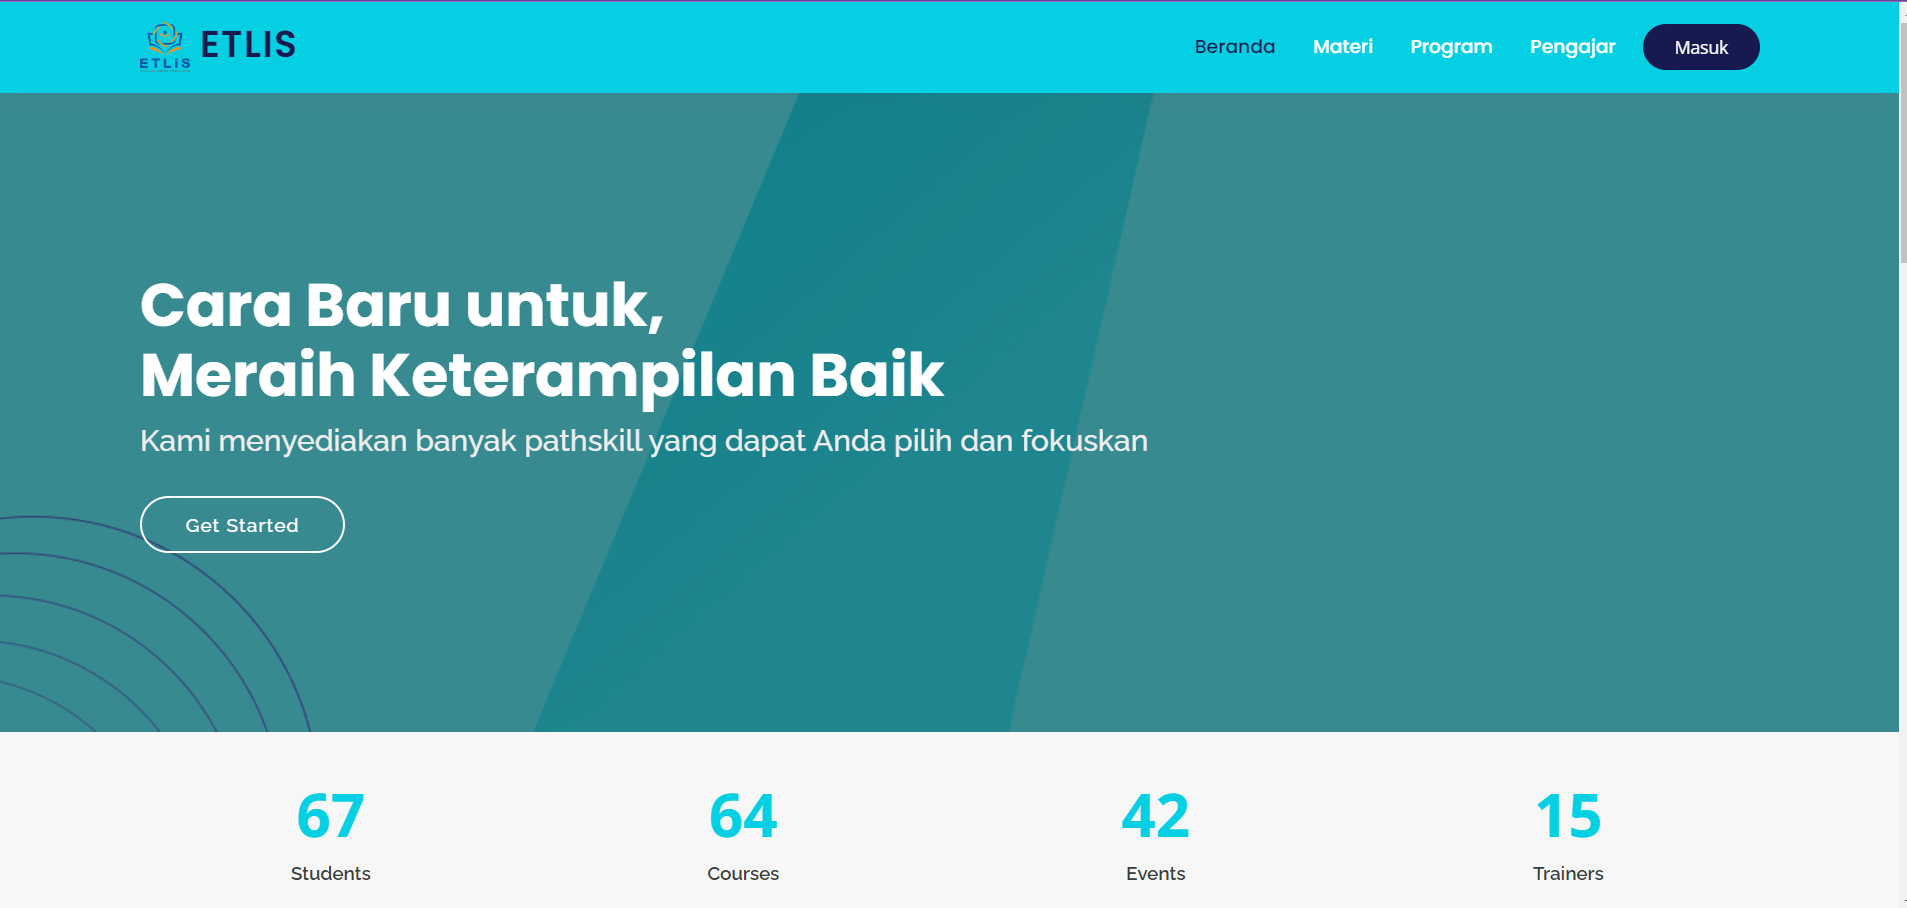 ETLiS
ETLIS
Beranda
Materi
Program
Pengajar
Masuk
Cara Baru untuk,
Meraih Keterampilan Baik
Kami menyediakan banyak pathskill yang dapat Anda pilih dan fokuskan
Get Started
67
64
42
15
Students
Courses
Events
Trainers